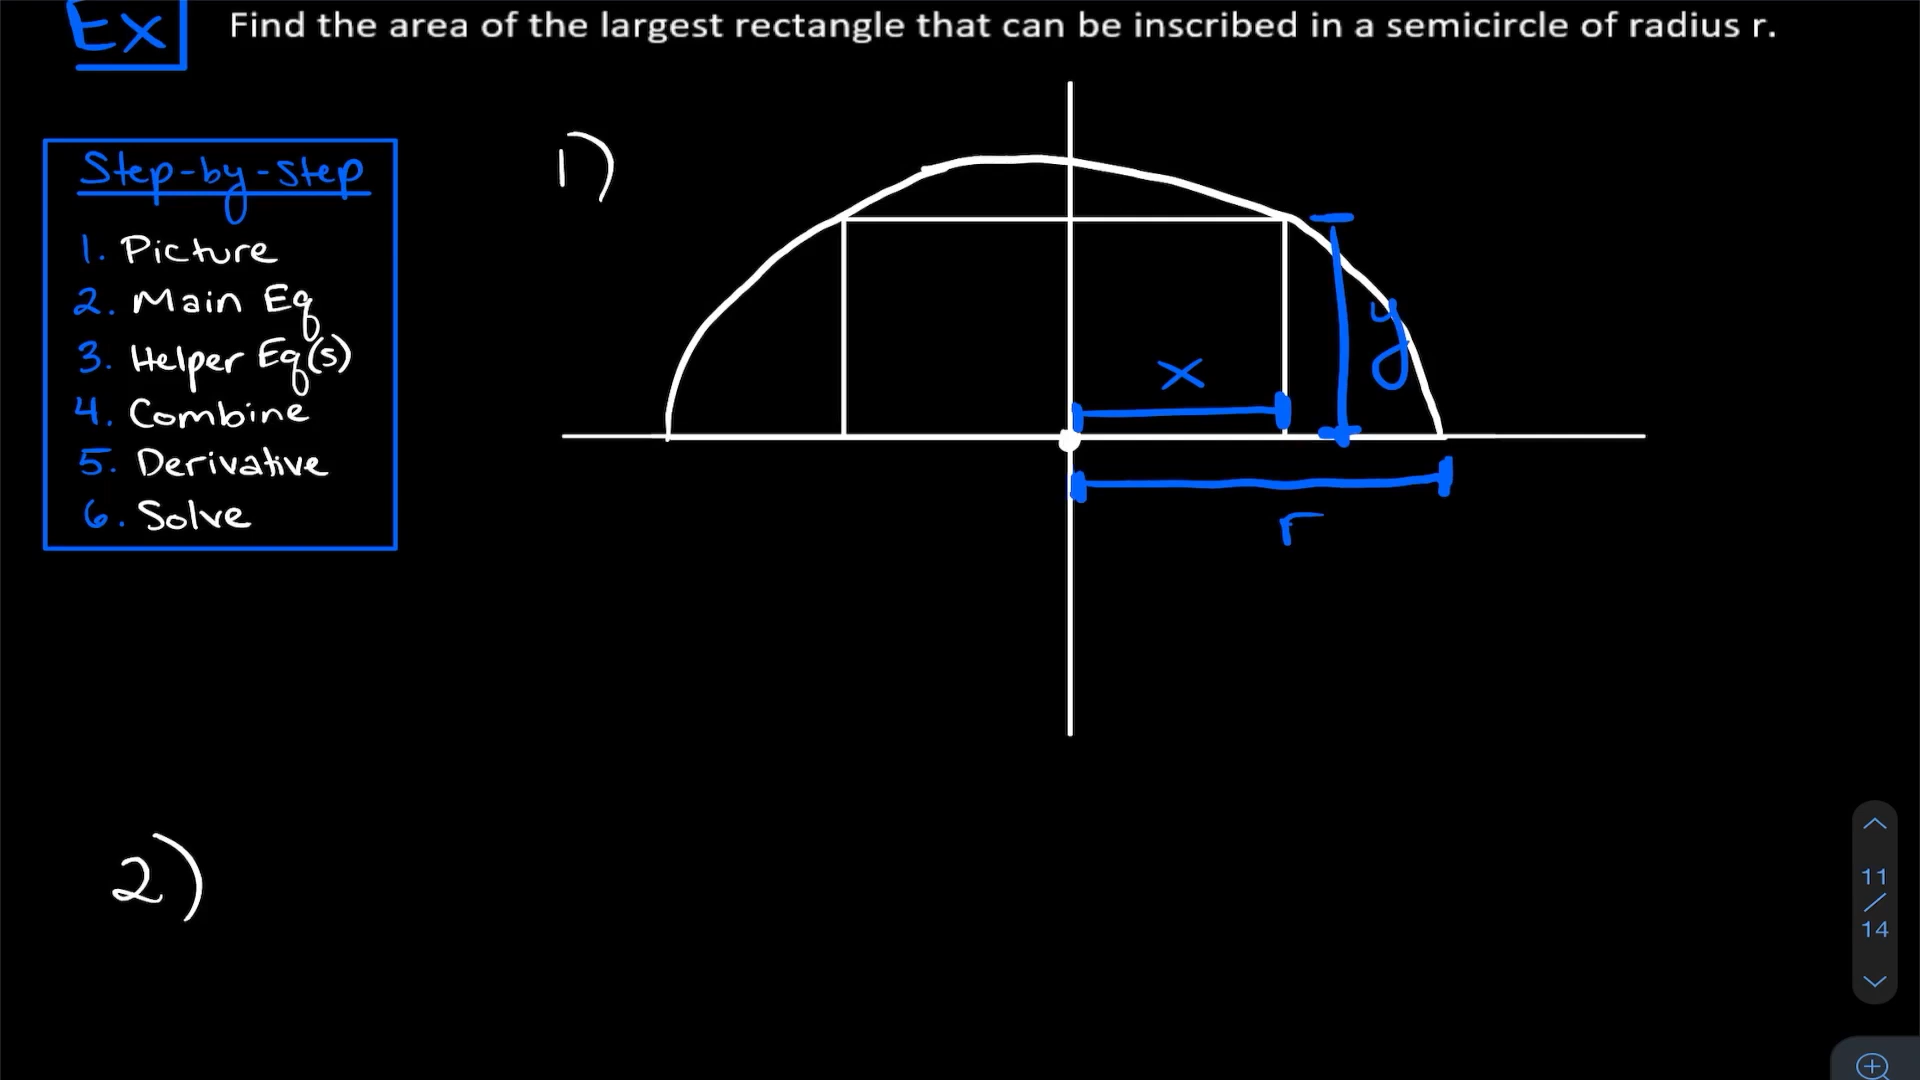 Ex Find the area of the largest rectangle that can be inscribed in a semicircle of radius r.
Step-by-step
1. Picture
2. Main Eq
3. Helper Eq(s)
4. Combine
5. Derivative
6. Solve
1)
y
x
r
2)
11
/
14